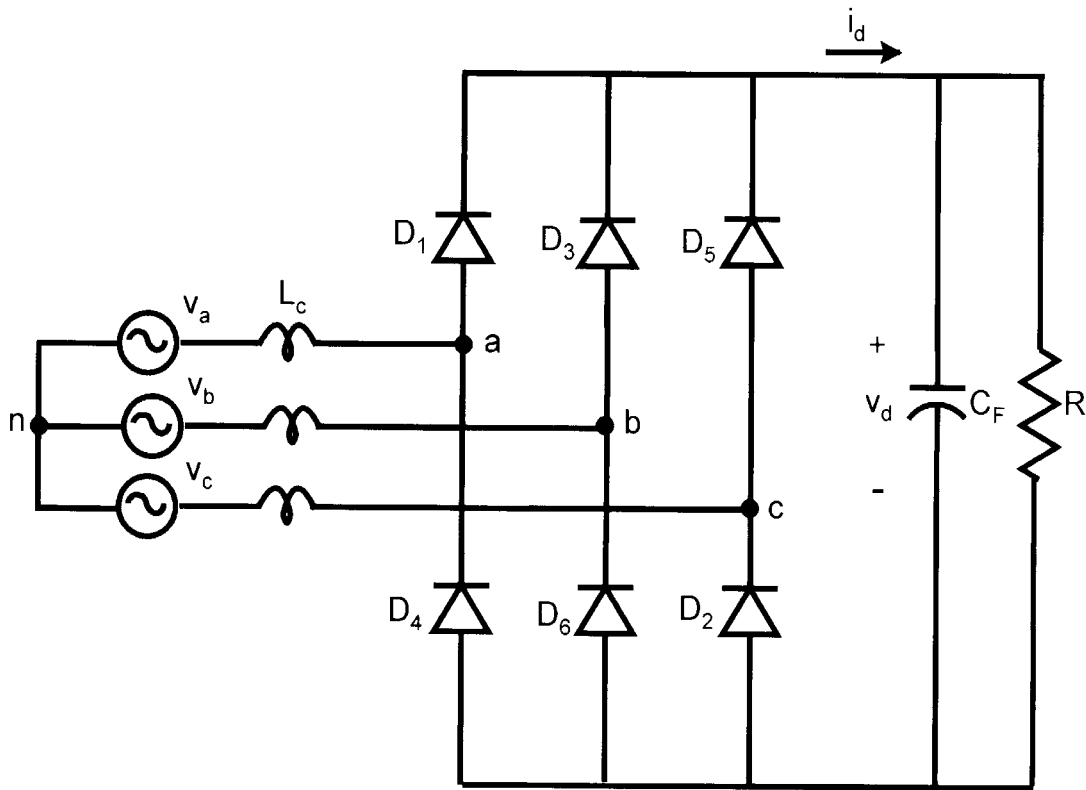 i_d
D_1
D_3
D_5
v_a
L_c
a
v_b
n
b
v_c
c
+
v_d
-
C_F
R
D_4
D_6
D_2